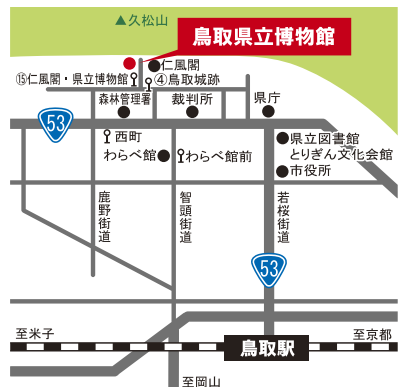 ▲久松山
鳥取県立博物館
仁風閣
⑮仁風閣・県立博物館
④鳥取城跡
森林管理署
裁判所
県庁
53
西町
わらべ館
わらべ館前
県立図書館
とりぎん文化会館
市役所
鹿野街道
智頭街道
若桜街道
53
至米子
鳥取駅
至京都
至岡山